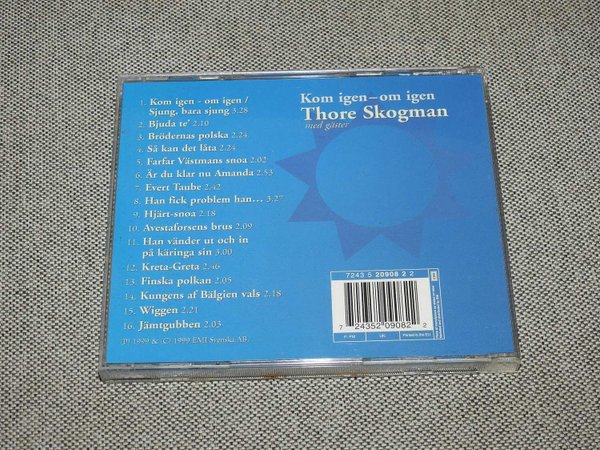 1. Kom igen - om igen /
Sjung, bara sjung 3.28
2. Bjuda te' 2.10
3. Brödernas polska 2.24
4. Så kan det låta 2.24
5. Farfar Västmans snoa 2.02
6. Är du klar nu Amanda 2.53
7. Evert Taube 2.42
8. Han fick problem han... 3.27
9. Hjärt-snoa 2.18
10. Avestaforsens brus 2.09
11. Han vänder ut och in
på käringa sin 3.00
12. Kreta-Greta 2.46
13. Finska polkan 2.05
14. Kungens af Bälgien vals 2.18
15. Wiggen 2.21
16. Jämtgubben 2.03
(P) 1999 & (C) 1999 EMI Svenska AB.
Kom igen – om igen
Thore Skogman
med gäster
7243 5 20908 2 2
7 24352 09082 2